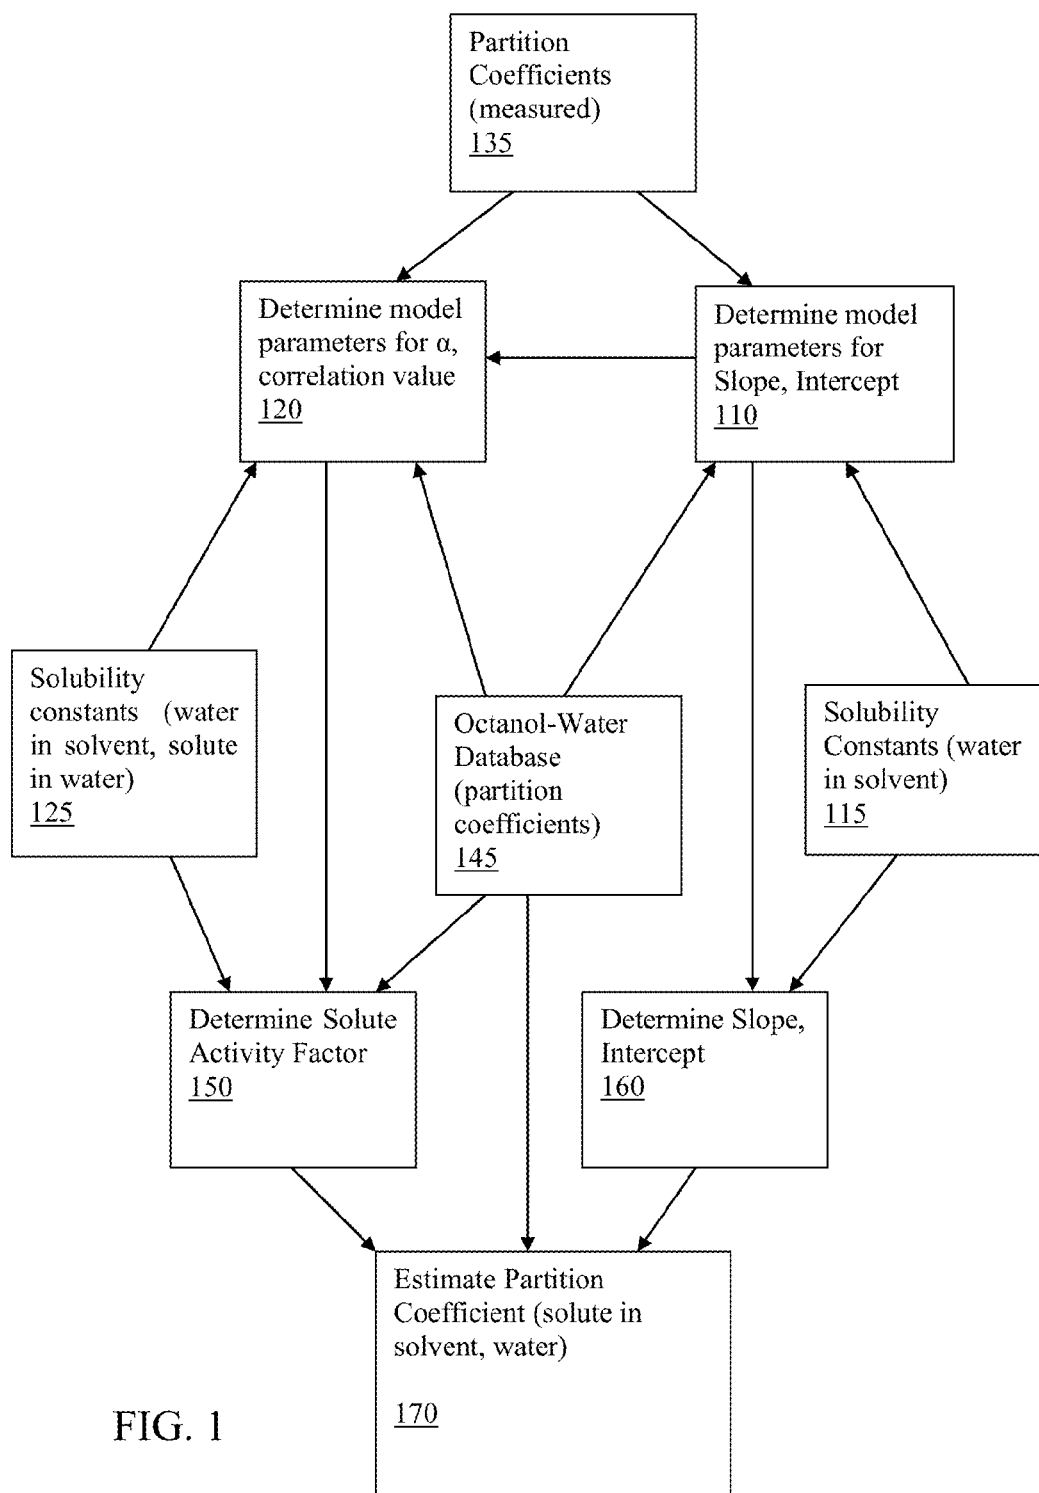 Partition
Coefficients
(measured)
135
Determine model
parameters for α,
correlation value
120
Determine model
parameters for
Slope, Intercept
110
Solubility
constants (water
in solvent, solute
in water)
125
Octanol-Water
Database
(partition
coefficients)
145
Solubility
Constants (water
in solvent)
115
Determine Solute
Activity Factor
150
Determine Slope,
Intercept
160
Estimate Partition
Coefficient (solute in
solvent, water)
170
FIG. 1